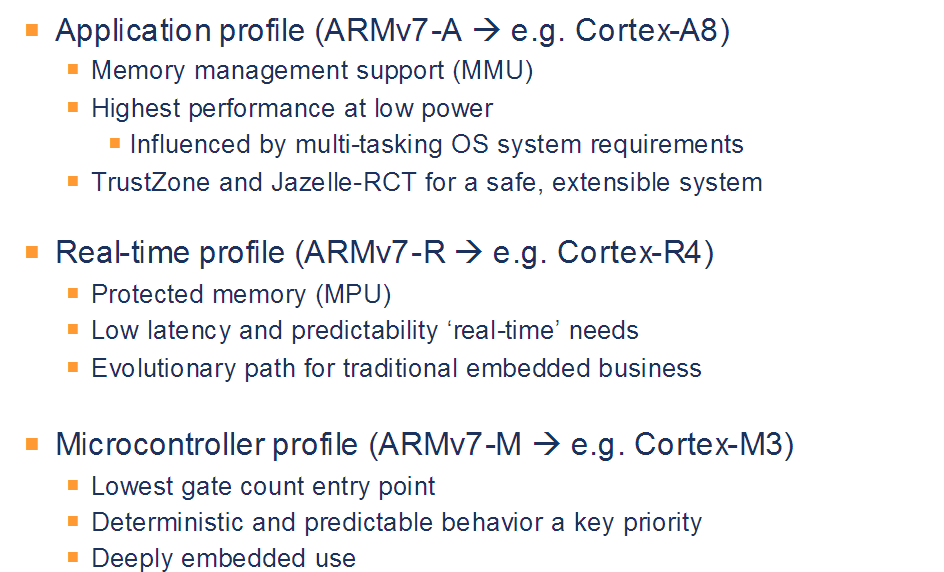 Application profile (ARMv7-A → e.g. Cortex-A8)
Memory management support (MMU)
Highest performance at low power
Influenced by multi-tasking OS system requirements
TrustZone and Jazelle-RCT for a safe, extensible system
Real-time profile (ARMv7-R → e.g. Cortex-R4)
Protected memory (MPU)
Low latency and predictability ‘real-time’ needs
Evolutionary path for traditional embedded business
Microcontroller profile (ARMv7-M → e.g. Cortex-M3)
Lowest gate count entry point
Deterministic and predictable behavior a key priority
Deeply embedded use